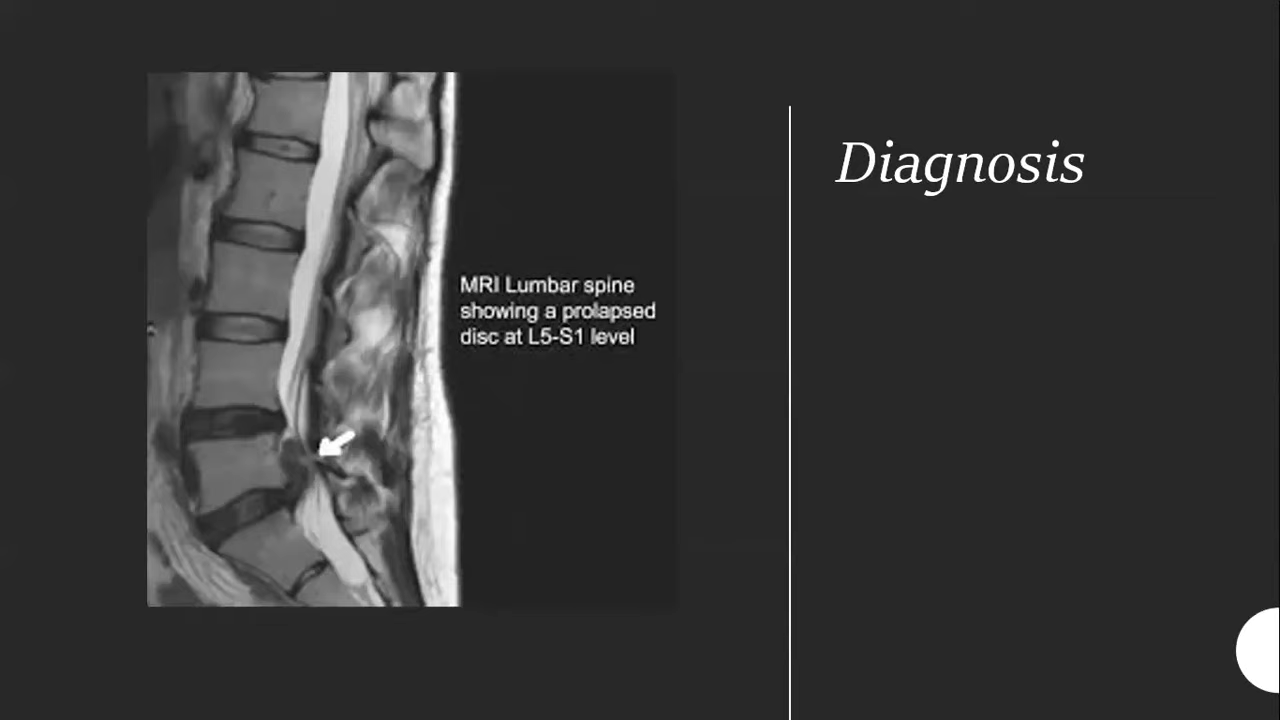 Diagnosis
MRI Lumbar spine
showing a prolapsed
disc at L5-S1 level